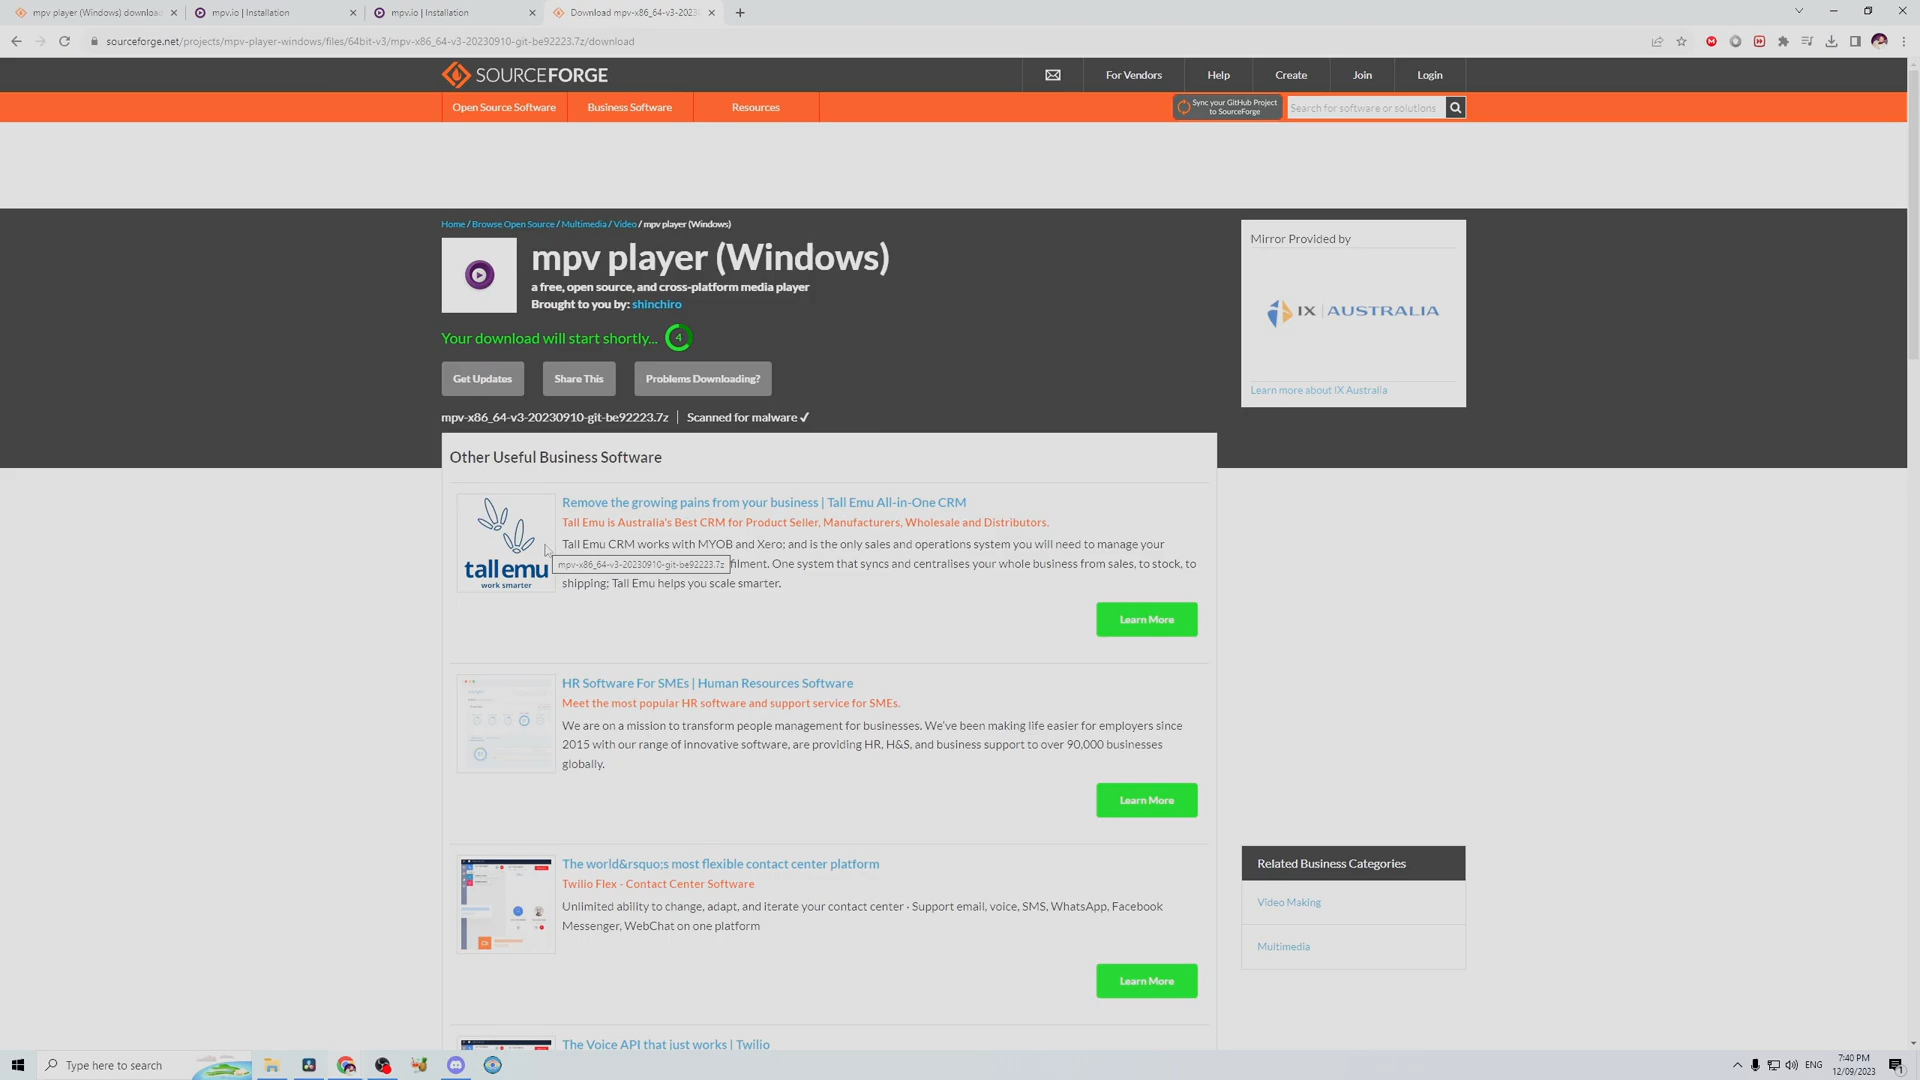 mpv player (Windows) download
mpv.io | Installation
mpv.io | Installation
Download mpv-x86_64-v3-2023
sourceforge.net/projects/mpv-player-windows/files/64bit-v3/mpv-x86_64-v3-20230910-git-be92223.7z/download
SOURCEFORGE
For Vendors
Help
Create
Join
Login
Open Source Software
Business Software
Resources
Sync your GitHub Project
to SourceForge
Search for software or solutions
Home / Browse Open Source / Multimedia / Video / mpv player (Windows)
mpv player (Windows)
a free, open source, and cross-platform media player
Brought to you by: shinchiro
Your download will start shortly... 4
Get Updates
Share This
Problems Downloading?
mpv-x86_64-v3-20230910-git-be92223.7z | Scanned for malware ✓
Mirror Provided by
IX | AUSTRALIA
Learn more about IX Australia
Other Useful Business Software
tall emu
work smarter
Remove the growing pains from your business | Tall Emu All-in-One CRM
Tall Emu is Australia's Best CRM for Product Seller, Manufacturers, Wholesale and Distributors.
Tall Emu CRM works with MYOB and Xero; and is the only sales and operations system you will need to manage your
mpv-x86_64-v3-20230910-git-be92223.7z
filment. One system that syncs and centralises your whole business from sales, to stock, to
shipping; Tall Emu helps you scale smarter.
Learn More
HR Software For SMEs | Human Resources Software
Meet the most popular HR software and support service for SMEs.
We are on a mission to transform people management for businesses. We've been making life easier for employers since
2015 with our range of innovative software, are providing HR, H&S, and business support to over 90,000 businesses
globally.
Learn More
The world&rsquo;s most flexible contact center platform
Twilio Flex - Contact Center Software
Unlimited ability to change, adapt, and iterate your contact center - Support email, voice, SMS, WhatsApp, Facebook
Messenger, WebChat on one platform
Learn More
The Voice API that just works | Twilio
Related Business Categories
Video Making
Multimedia
Type here to search
ENG
7:40 PM
12/09/2023